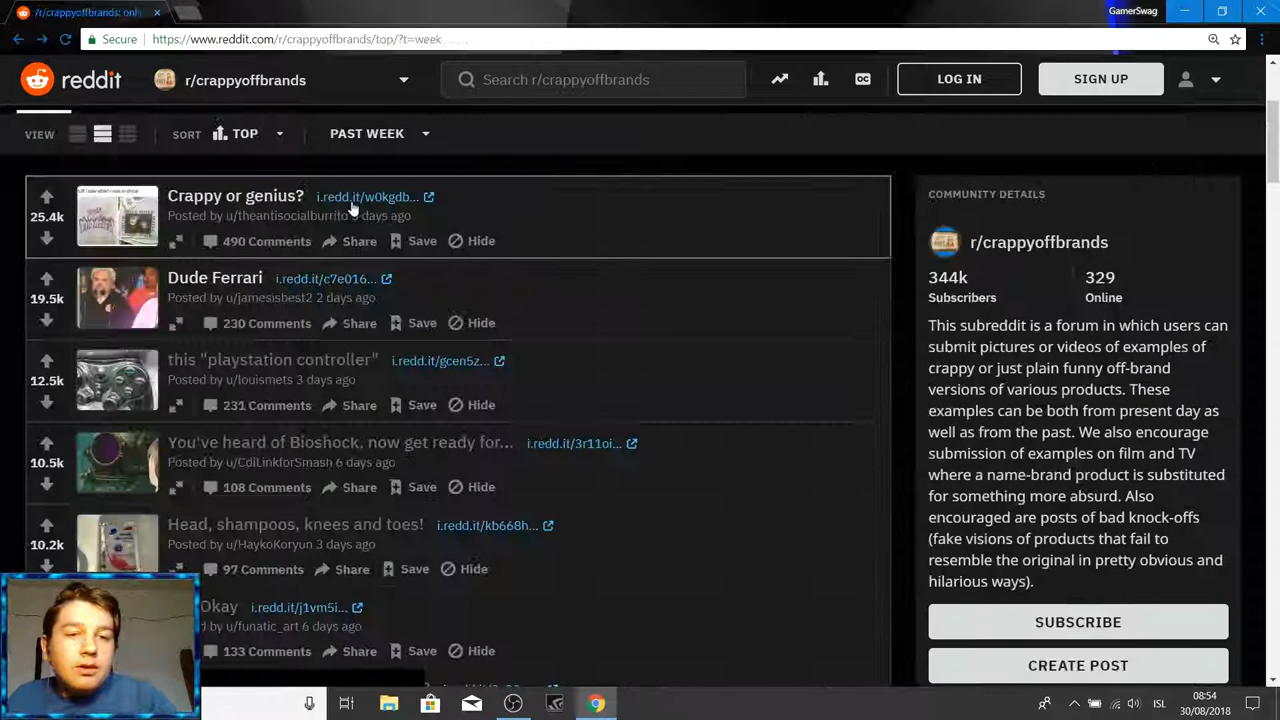 /r/crappyoffbrands: onl
GamerSwag
Secure https://www.reddit.com/r/crappyoffbrands/top/?t=week
reddit r/crappyoffbrands Search r/crappyoffbrands LOG IN SIGN UP
VIEW SORT TOP PAST WEEK
25.4k
Crappy or genius? i.redd.it/w0kgdb...
Posted by u/theantisocialburrito 3 days ago
490 Comments Share Save Hide
19.5k
Dude Ferrari i.redd.it/c7e016...
Posted by u/jamesisbest2 2 days ago
230 Comments Share Save Hide
12.5k
this "playstation controller" i.redd.it/gcen5z...
Posted by u/louismets 3 days ago
231 Comments Share Save Hide
10.5k
You've heard of Bioshock, now get ready for... i.redd.it/3r11oi...
Posted by u/CdiLinkforSmash 6 days ago
108 Comments Share Save Hide
10.2k
Head, shampoos, knees and toes! i.redd.it/kb668h...
Posted by u/HaykoKoryun 3 days ago
97 Comments Share Save Hide
Okay i.redd.it/j1vm5i...
d by u/funatic_art 6 days ago
133 Comments Share Save Hide
COMMUNITY DETAILS
r/crappyoffbrands
344k 329
Subscribers Online
This subreddit is a forum in which users can
submit pictures or videos of examples of
crappy or just plain funny off-brand
versions of various products. These
examples can be both from present day as
well as from the past. We also encourage
submission of examples on film and TV
where a name-brand product is substituted
for something more absurd. Also
encouraged are posts of bad knock-offs
(fake visions of products that fail to
resemble the original in pretty obvious and
hilarious ways).
SUBSCRIBE
CREATE POST
ISL
08:54
30/08/2018